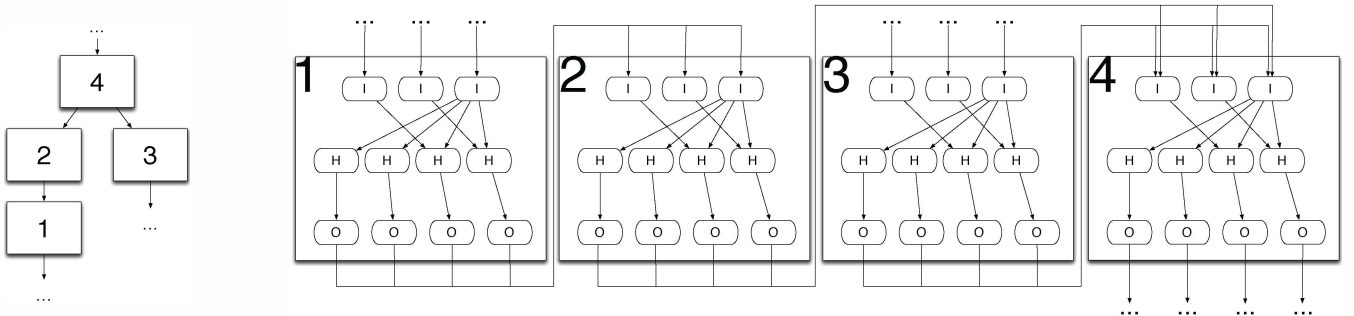 ...
4
2 3
1 ...
...
... ... ... ... ... ...
1 2 3 4
I I I I I I I I I I I I
H H H H H H H H H H H H H H H H
O O O O O O O O O O O O O O O O
... ... ... ...